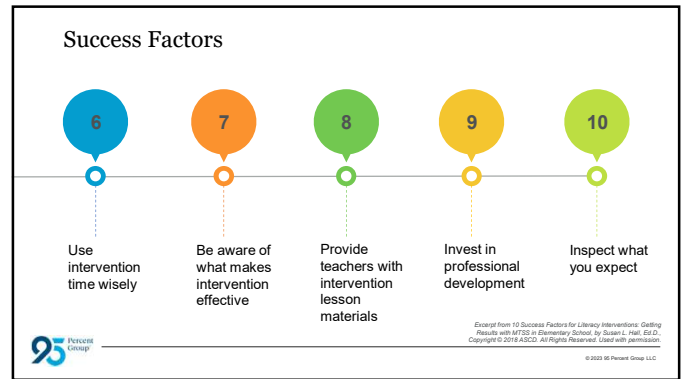 Success Factors
6
7
8
9
10
Use
intervention
time wisely
Be aware of
what makes
intervention
effective
Provide
teachers with
intervention
lesson
materials
Invest in
professional
development
Inspect what
you expect
Excerpt from 10 Success Factors for Literacy Interventions: Getting
Results with MTSS in Elementary School, by Susan L. Hall, Ed.D.,
Copyright © 2018 ASCD. All Rights Reserved. Used with permission.
95 Percent
Group
© 2023 95 Percent Group LLC